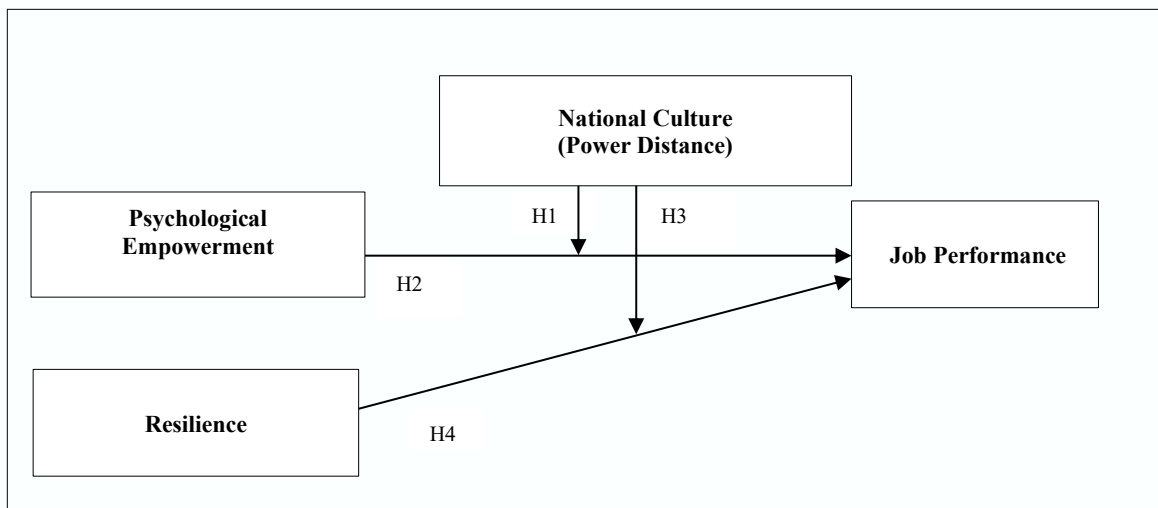 National Culture
(Power Distance)
H1
H3
Psychological
Empowerment
Job Performance
H2
Resilience
H4